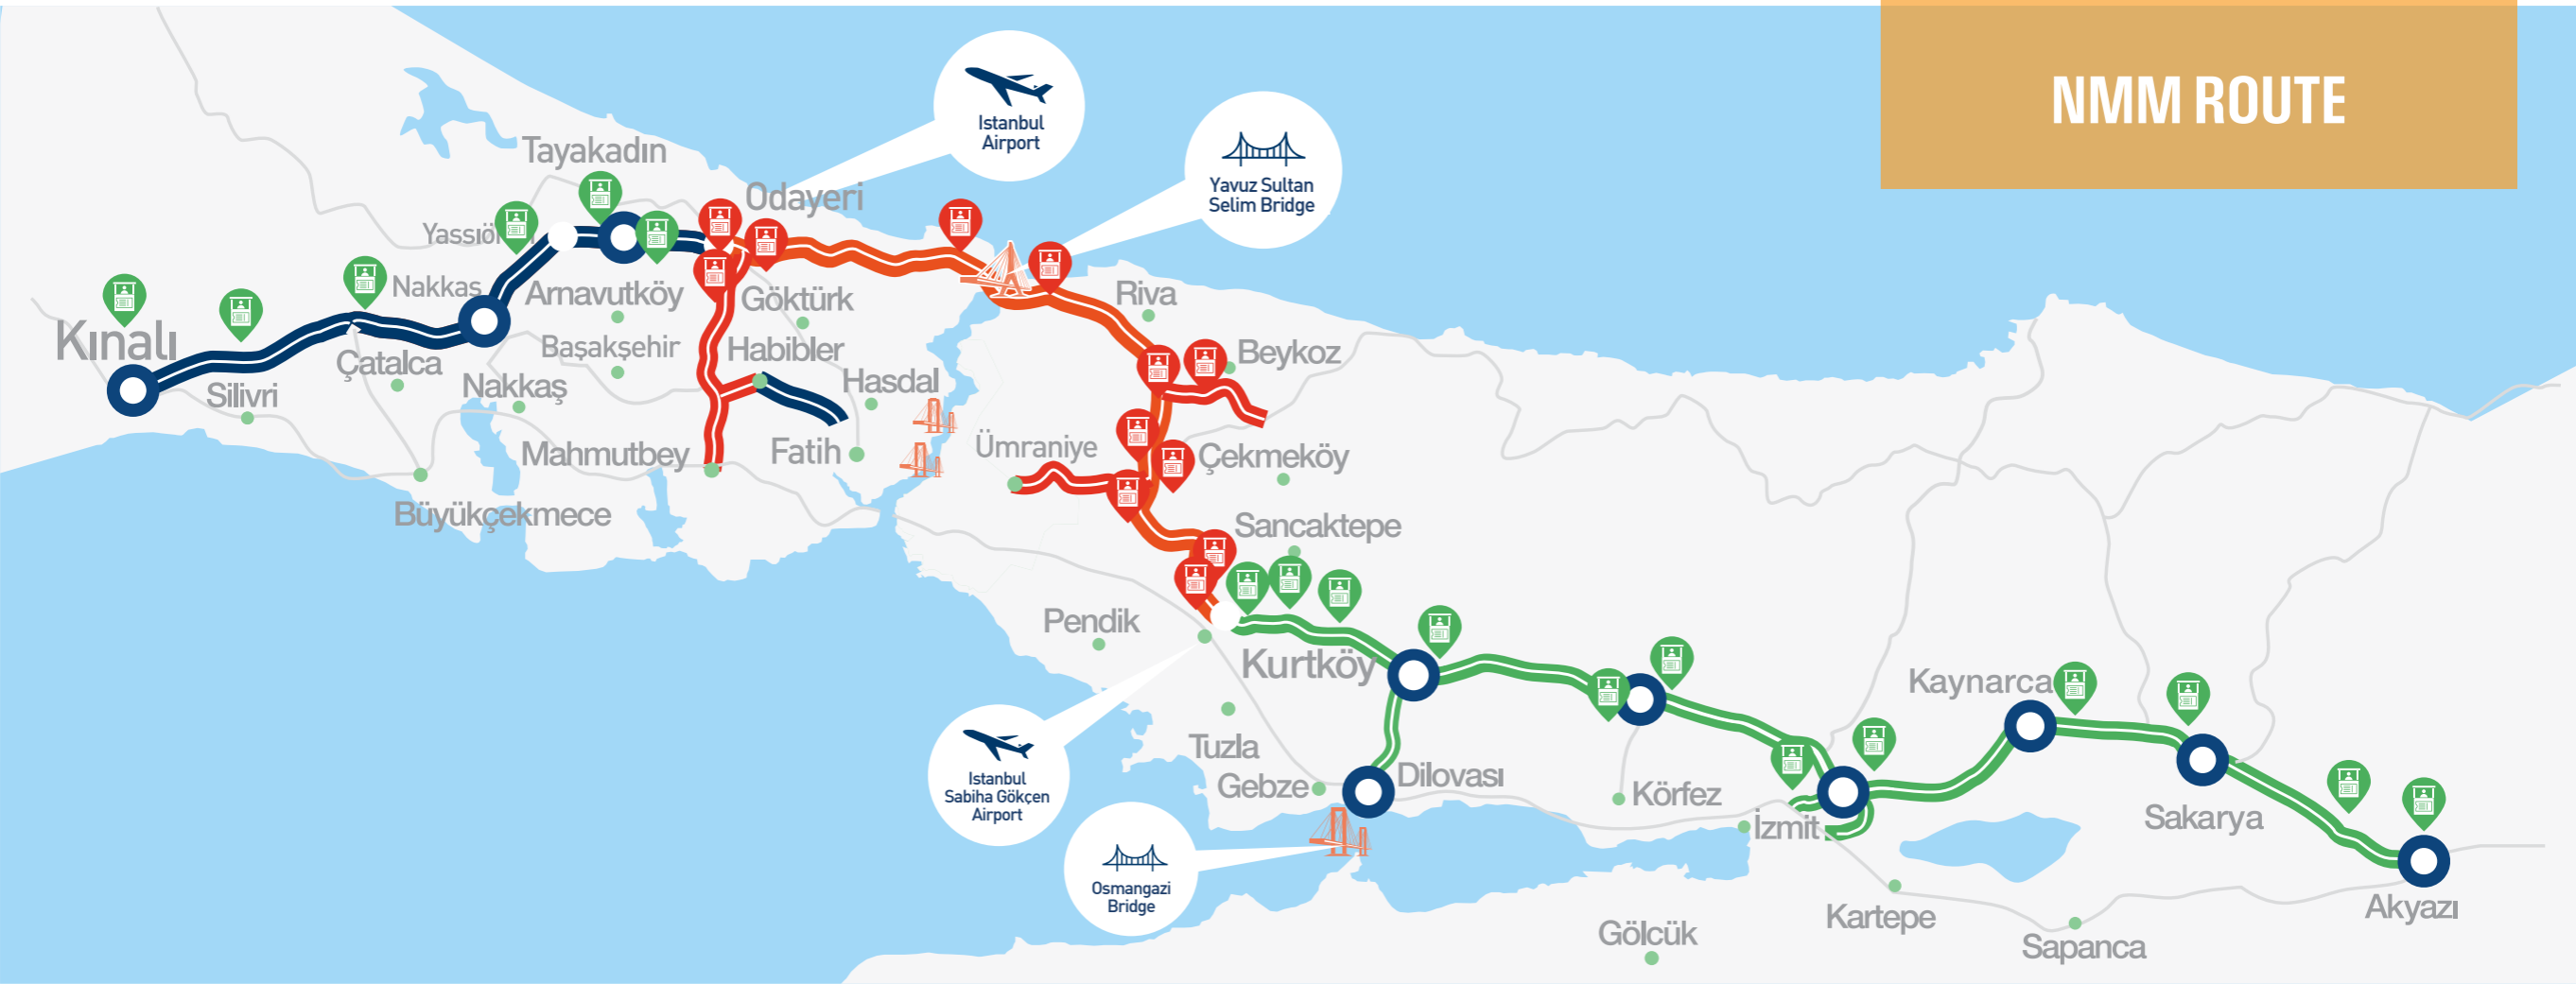 NMM ROUTE
Istanbul
Airport
Yavuz Sultan
Selim Bridge
Tayakadın
Odayeri
Nakkaş
Arnavutköy
Göktürk
Riva
Kınalı
Silivri
Çatalca
Başakşehir
Habibler
Beykoz
Nakkaş
Hasdal
Mahmutbey
Fatih
Ümraniye
Çekmeköy
Büyükçekmece
Sancaktepe
Pendik
Kurtköy
Kaynarca
Tuzla
Gebze
Dilovası
Körfez
İzmit
Sakarya
Istanbul
Sabiha Gökçen
Airport
Osmangazi
Bridge
Akyazı
Kartepe
Gölcük
Sapanca